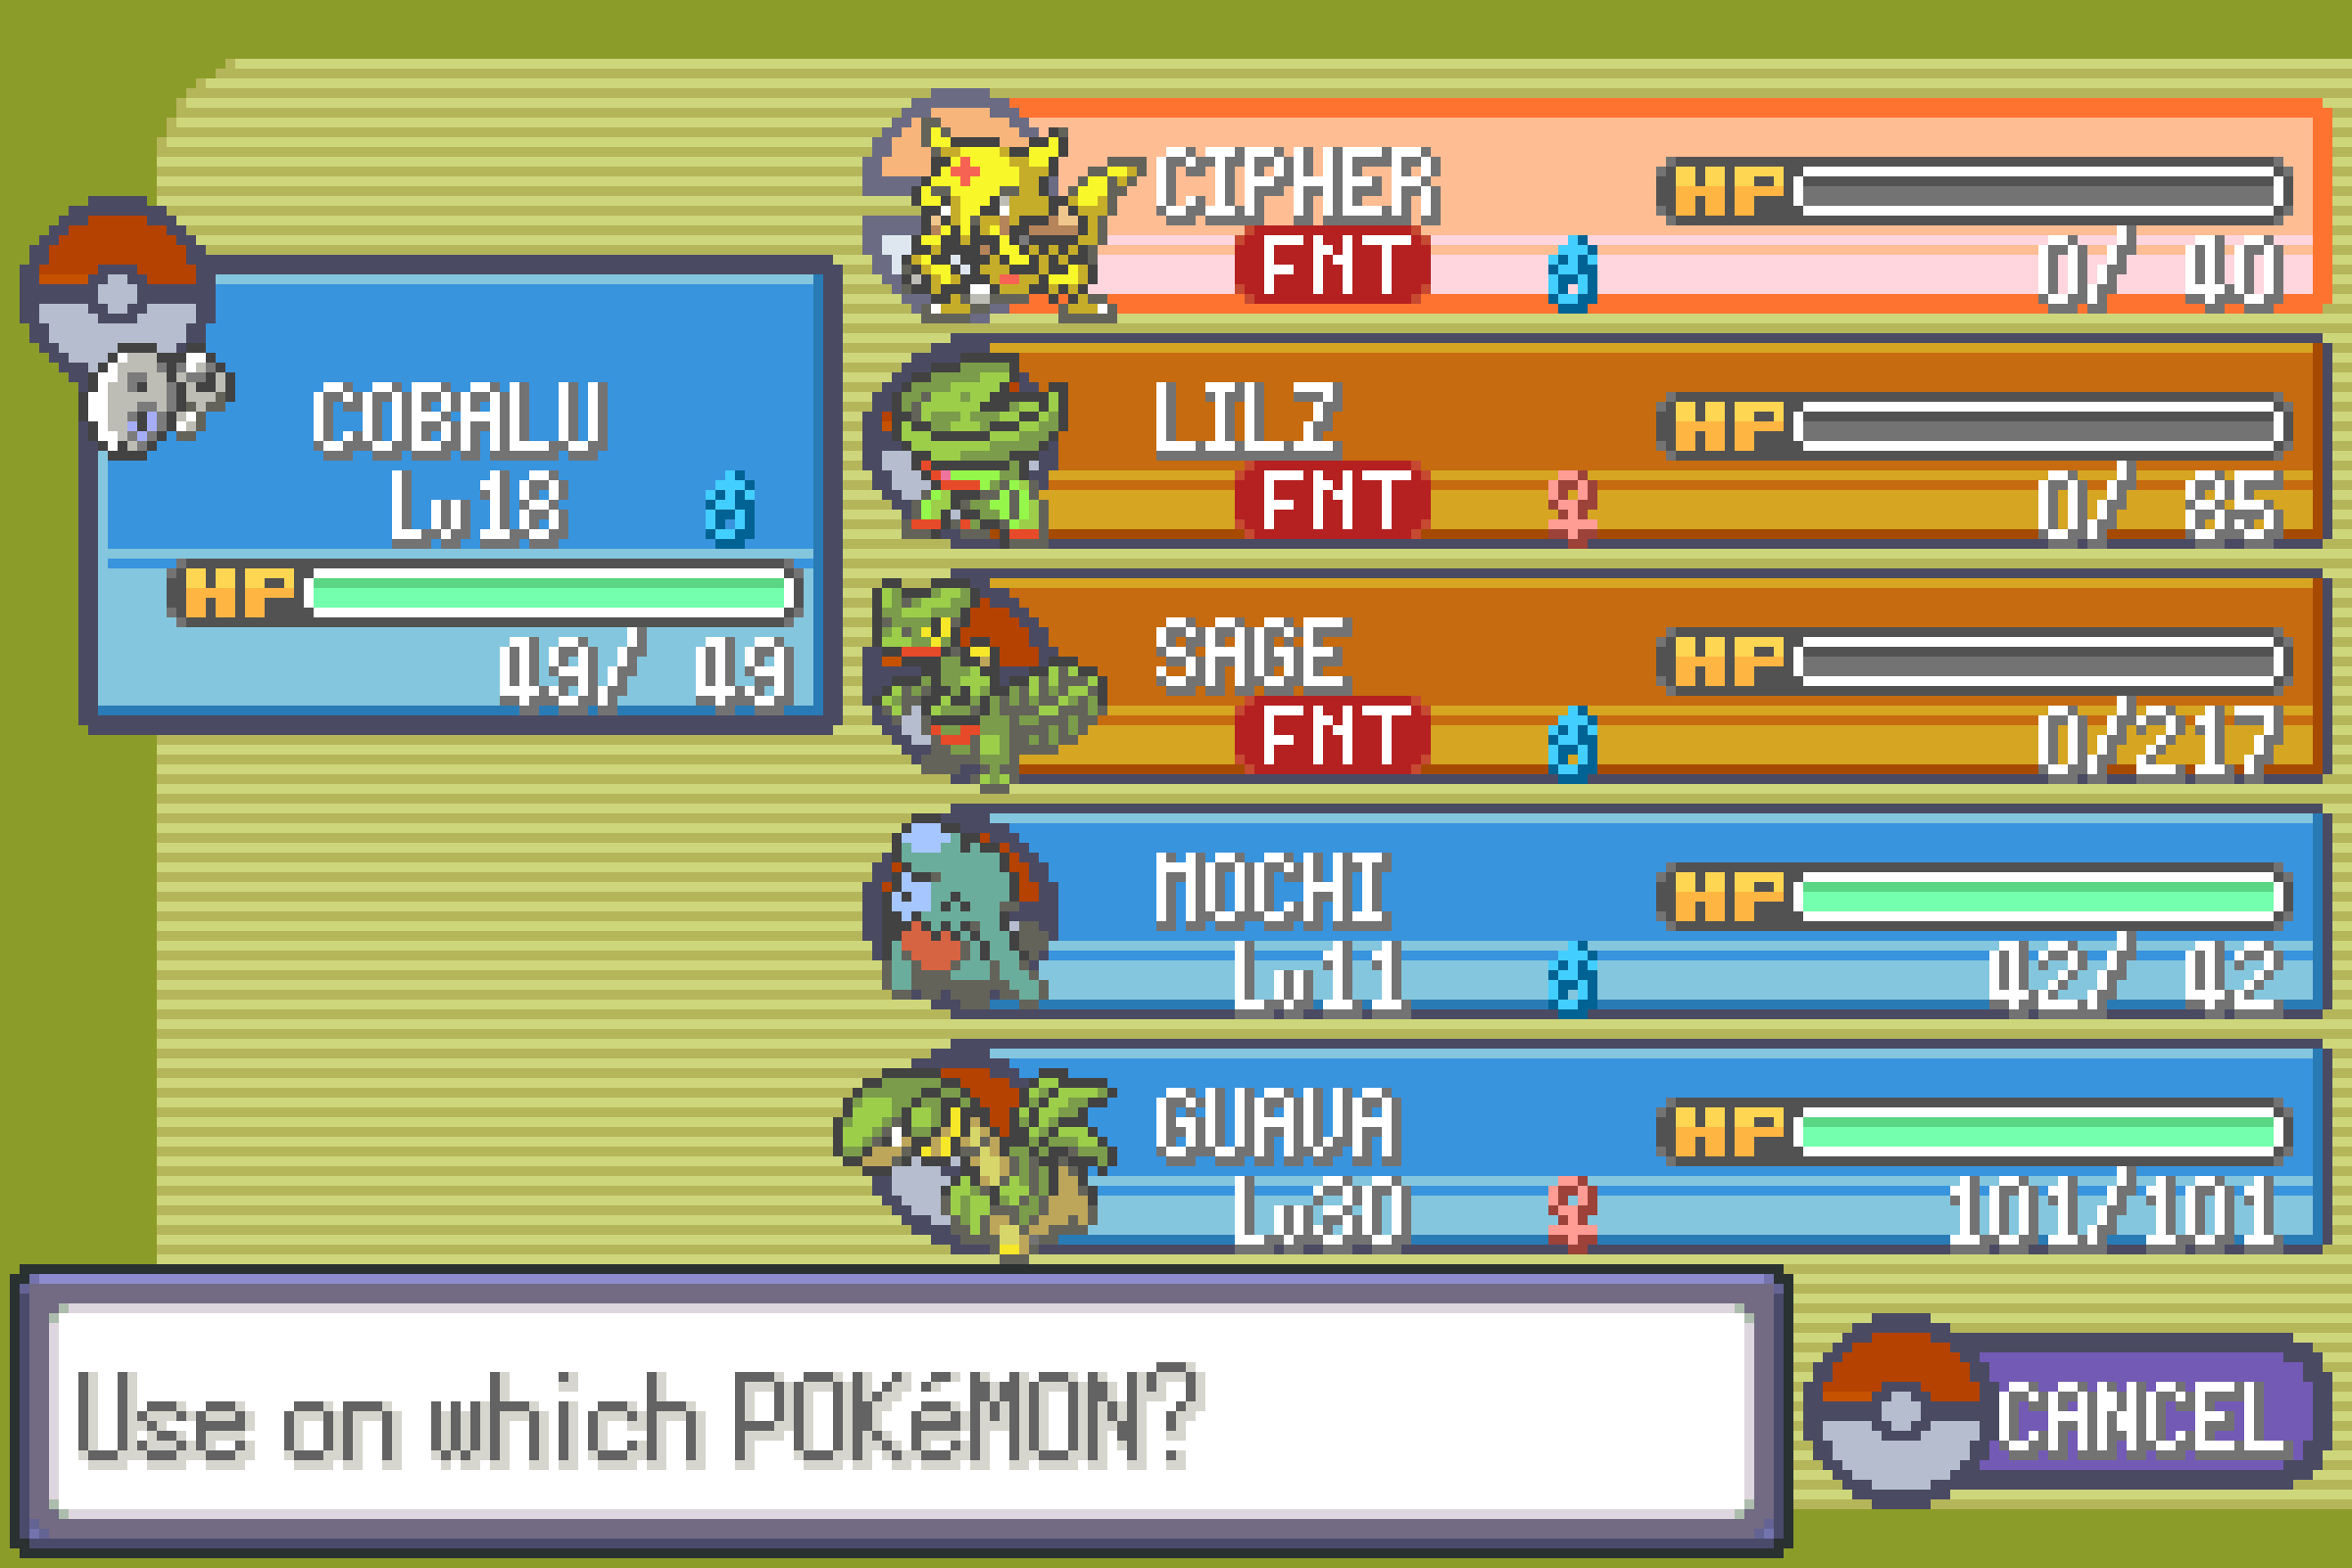 COBALU
Lv18 ♂
HP
49/ 49
CIPHER
HP
FNT ♂ 0/ 40
LILZ
HP
FNT ♀ 0/ 85
SAGE
HP
FNT ♂ 0/217
MOCHI
HP
Lv11 ♂ 42/ 42
GUAVA
HP
Lv30 ♀ 101/101
Use on which POKéMON?
CANCEL